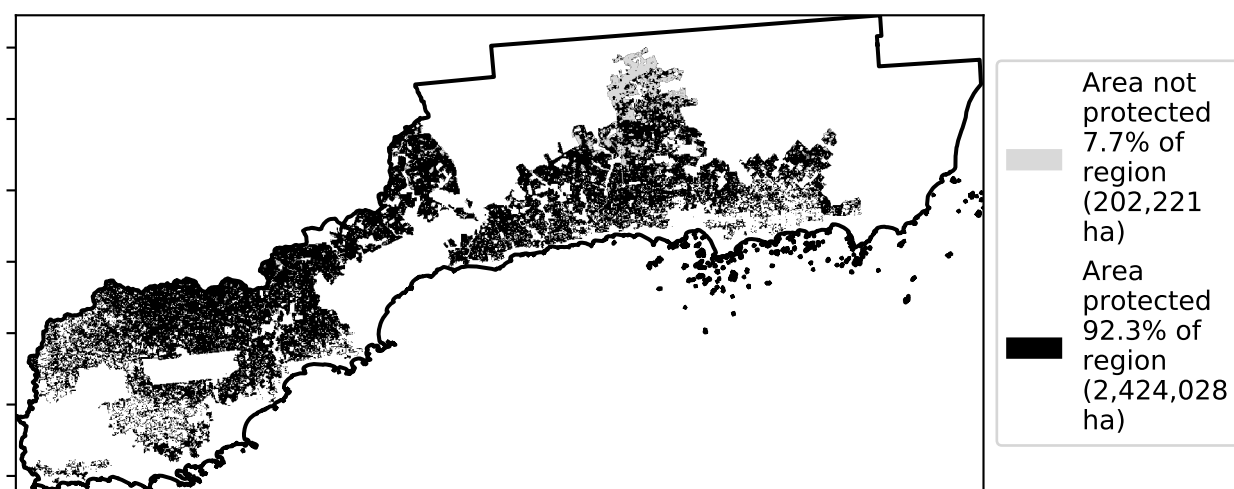 Area not
protected
7.7% of
region
(202,221
ha)
Area
protected
92.3% of
region
(2,424,028
ha)